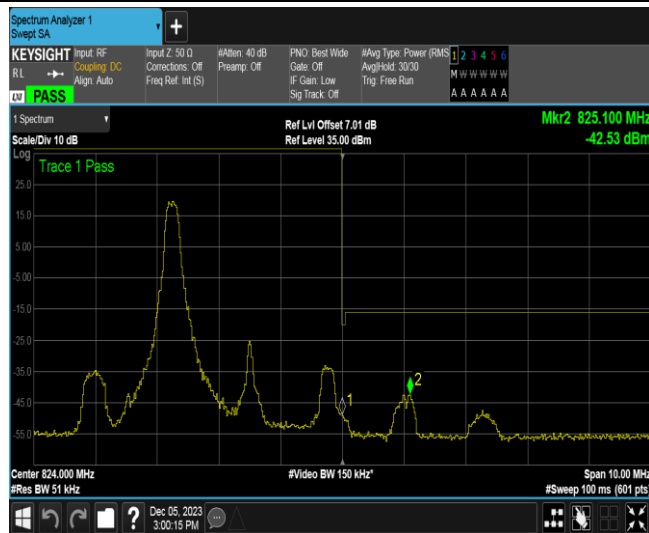 Spectrum Analyzer 1
Swept SA
+
KEYSIGHT
RL
LXI
PASS
Input: RF
Coupling: DC
Align: Auto
Input Z: 50 Ω
Corrections: Off
Freq Ref: Int (S)
#Atten: 40 dB
Preamp: Off
PNO: Best Wide
Gate: Off
IF Gain: Low
Sig Track: Off
#Avg Type: Power (RMS
Avg|Hold: 30/30
Trig: Free Run
1 2 3 4 5 6
M W W W W W
A A A A A A
1 Spectrum
Scale/Div 10 dB
Ref Lvl Offset 7.01 dB
Ref Level 35.00 dBm
Mkr2 825.100 MHz
-42.53 dBm
Log
Trace 1 Pass
25.0
15.0
5.00
-5.00
-15.0
-25.0
-35.0
-45.0
-55.0
1
2
Center 824.000 MHz
#Res BW 51 kHz
#Video BW 150 kHz*
Span 10.00 MHz
#Sweep 100 ms (601 pts)
?
Dec 05, 2023
3:00:15 PM